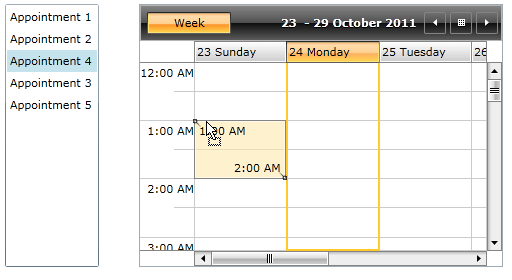 Appointment 1
Appointment 2
Appointment 4
Appointment 3
Appointment 5
Week
23 - 29 October 2011
23 Sunday
24 Monday
25 Tuesday
26
12:00 AM
1:00 AM
2:00 AM
3:00 AM
1:00 AM
2:00 AM